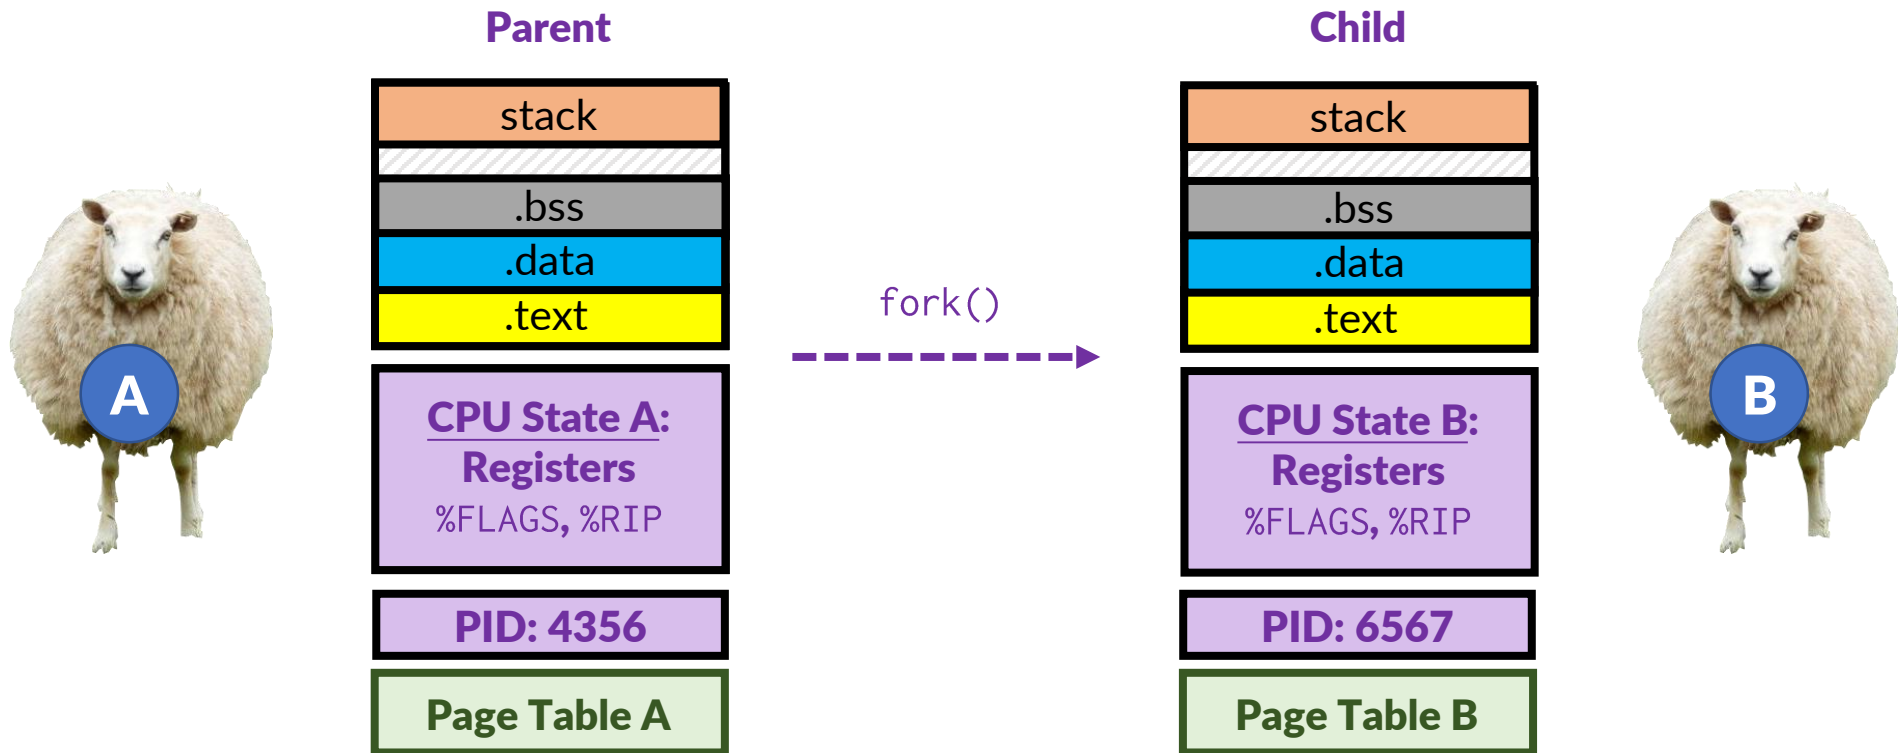 Parent
stack
.bss
.data
.text
CPU State A:
Registers
%FLAGS, %RIP
PID: 4356
Page Table A
A
fork()
Child
stack
.bss
.data
.text
CPU State B:
Registers
%FLAGS, %RIP
PID: 6567
Page Table B
B